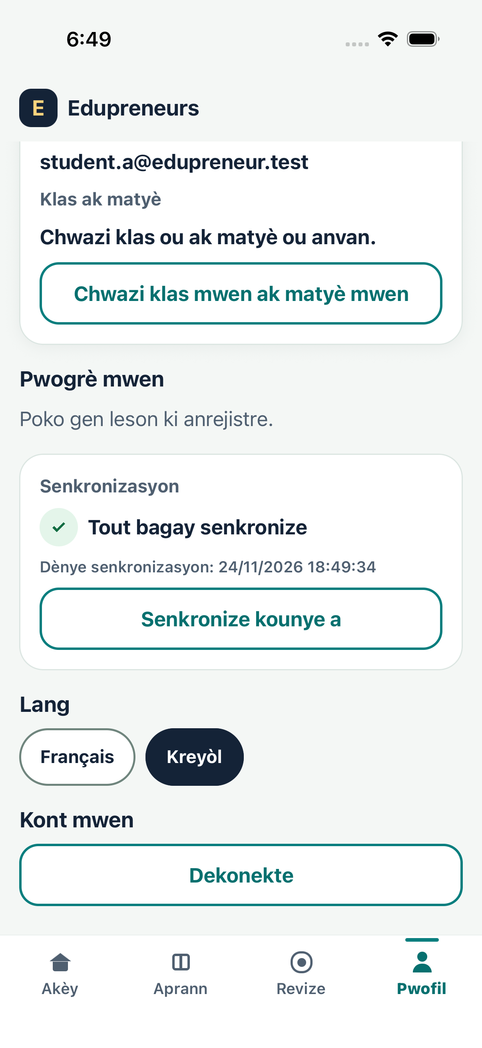 6:49
E Edupreneurs
student.a@edupreneur.test
Klas ak matyè
Chwazi klas ou ak matyè ou anvan.
Chwazi klas mwen ak matyè mwen
Pwogrè mwen
Poko gen leson ki anrejistre.
Senkronizasyon
Tout bagay senkronize
Dènye senkronizasyon: 24/11/2026 18:49:34
Senkronize kounye a
Lang
Français Kreyòl
Kont mwen
Dekonekte
Akèy Aprann Revize Pwofil